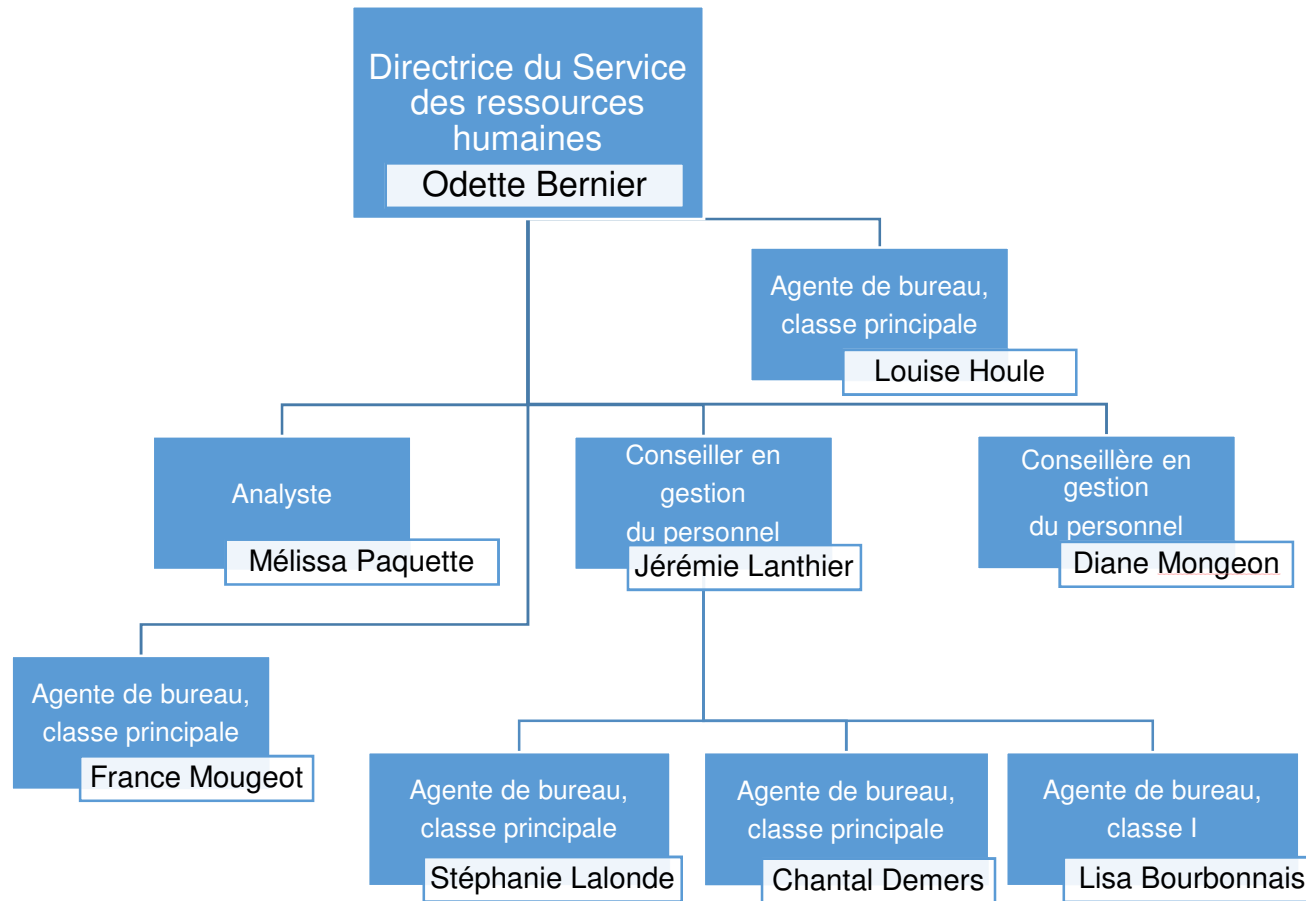 Directrice du Service
des ressources
humaines
Odette Bernier
Agente de bureau,
classe principale
Louise Houle
Analyste
Mélissa Paquette
Conseiller en
gestion
du personnel
Jérémie Lanthier
Conseillère en
gestion
du personnel
Diane Mongeon
Agente de bureau,
classe principale
France Mougeot
Agente de bureau,
classe principale
Stéphanie Lalonde
Agente de bureau,
classe principale
Chantal Demers
Agente de bureau,
classe I
Lisa Bourbonnais